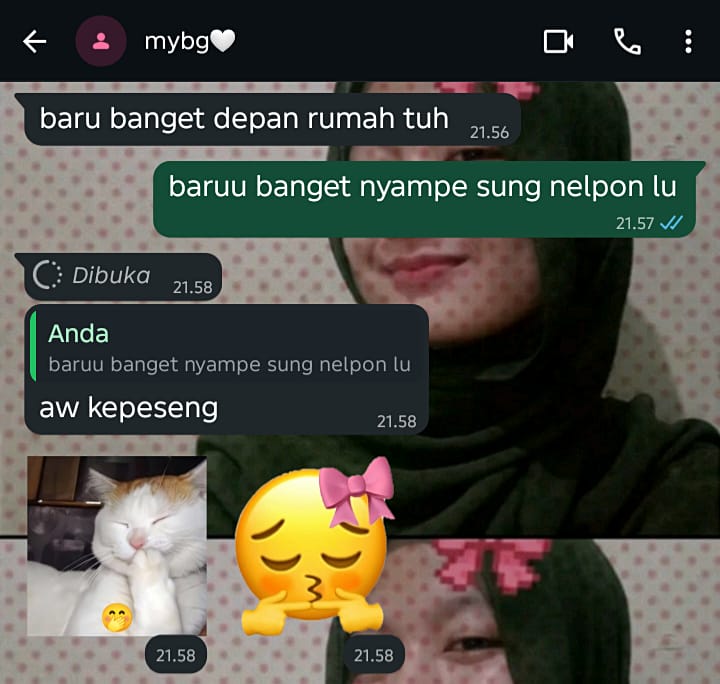 mybg🤍
baru banget depan rumah tuh
21.56
baruu banget nyampe sung nelpon lu
21.57
Dibuka
21.58
Anda
baruu banget nyampe sung nelpon lu
aw kepeseng
21.58
21.58
21.58